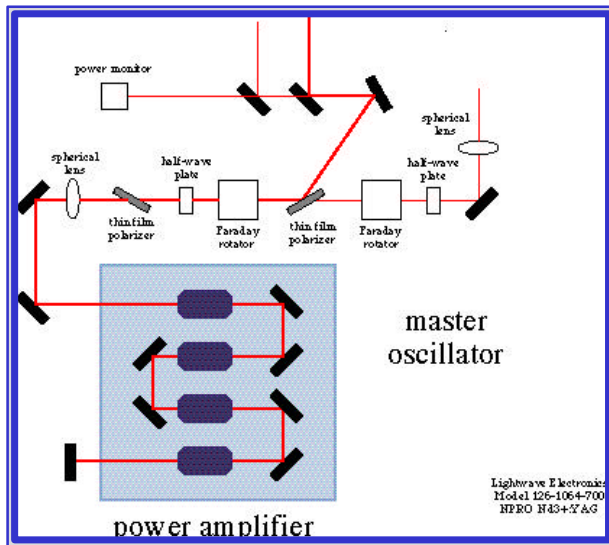 power monitor
spherical
lens
half-wave
plate
spherical
lens
half-wave
plate
thin film
polarizer
Faraday
rotator
thin film
polarizer
Faraday
rotator
master
oscillator
Lightwave Electronics
Model 126-1064-700
NPRO Nd3+:YAG
power amplifier